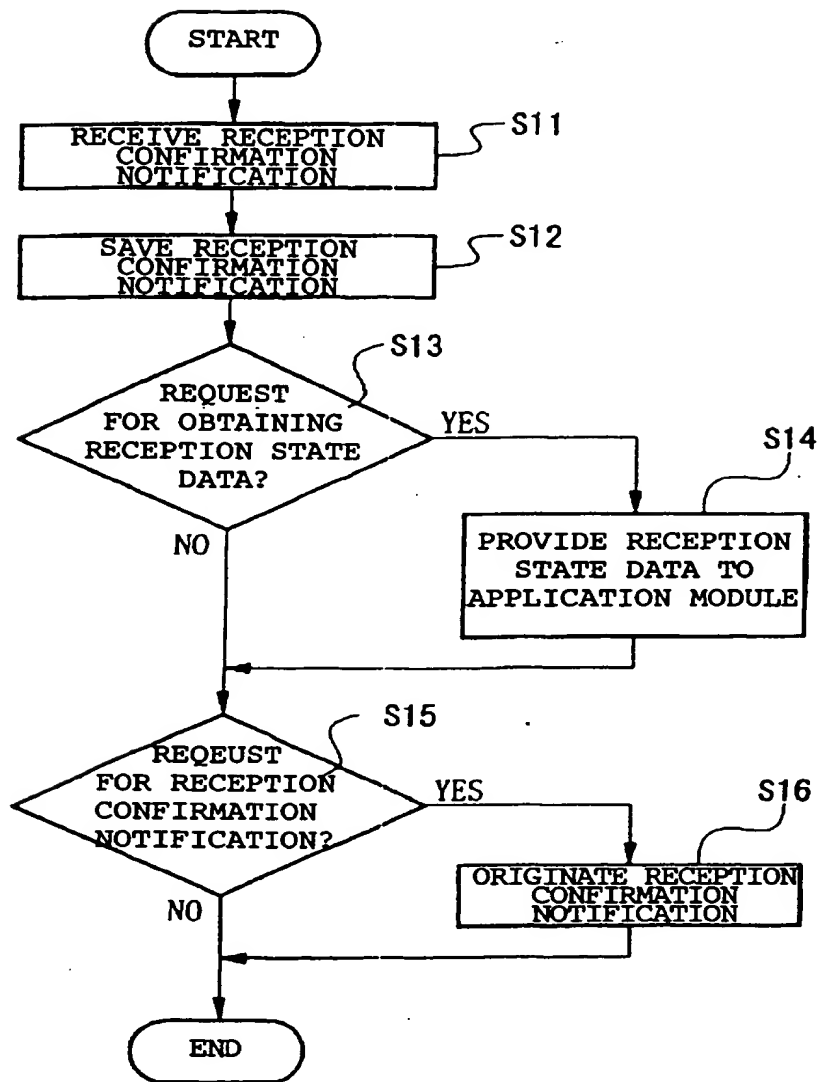 START
RECEIVE RECEPTION
CONFIRMATION
NOTIFICATION
S11
SAVE RECEPTION
CONFIRMATION
NOTIFICATION
S12
S13
REQUEST
FOR OBTAINING
RECEPTION STATE
DATA?
YES
NO
S14
PROVIDE RECEPTION
STATE DATA TO
APPLICATION MODULE
S15
REQEUST
FOR RECEPTION
CONFIRMATION
NOTIFICATION?
YES
NO
S16
ORIGINATE RECEPTION
CONFIRMATION
NOTIFICATION
END